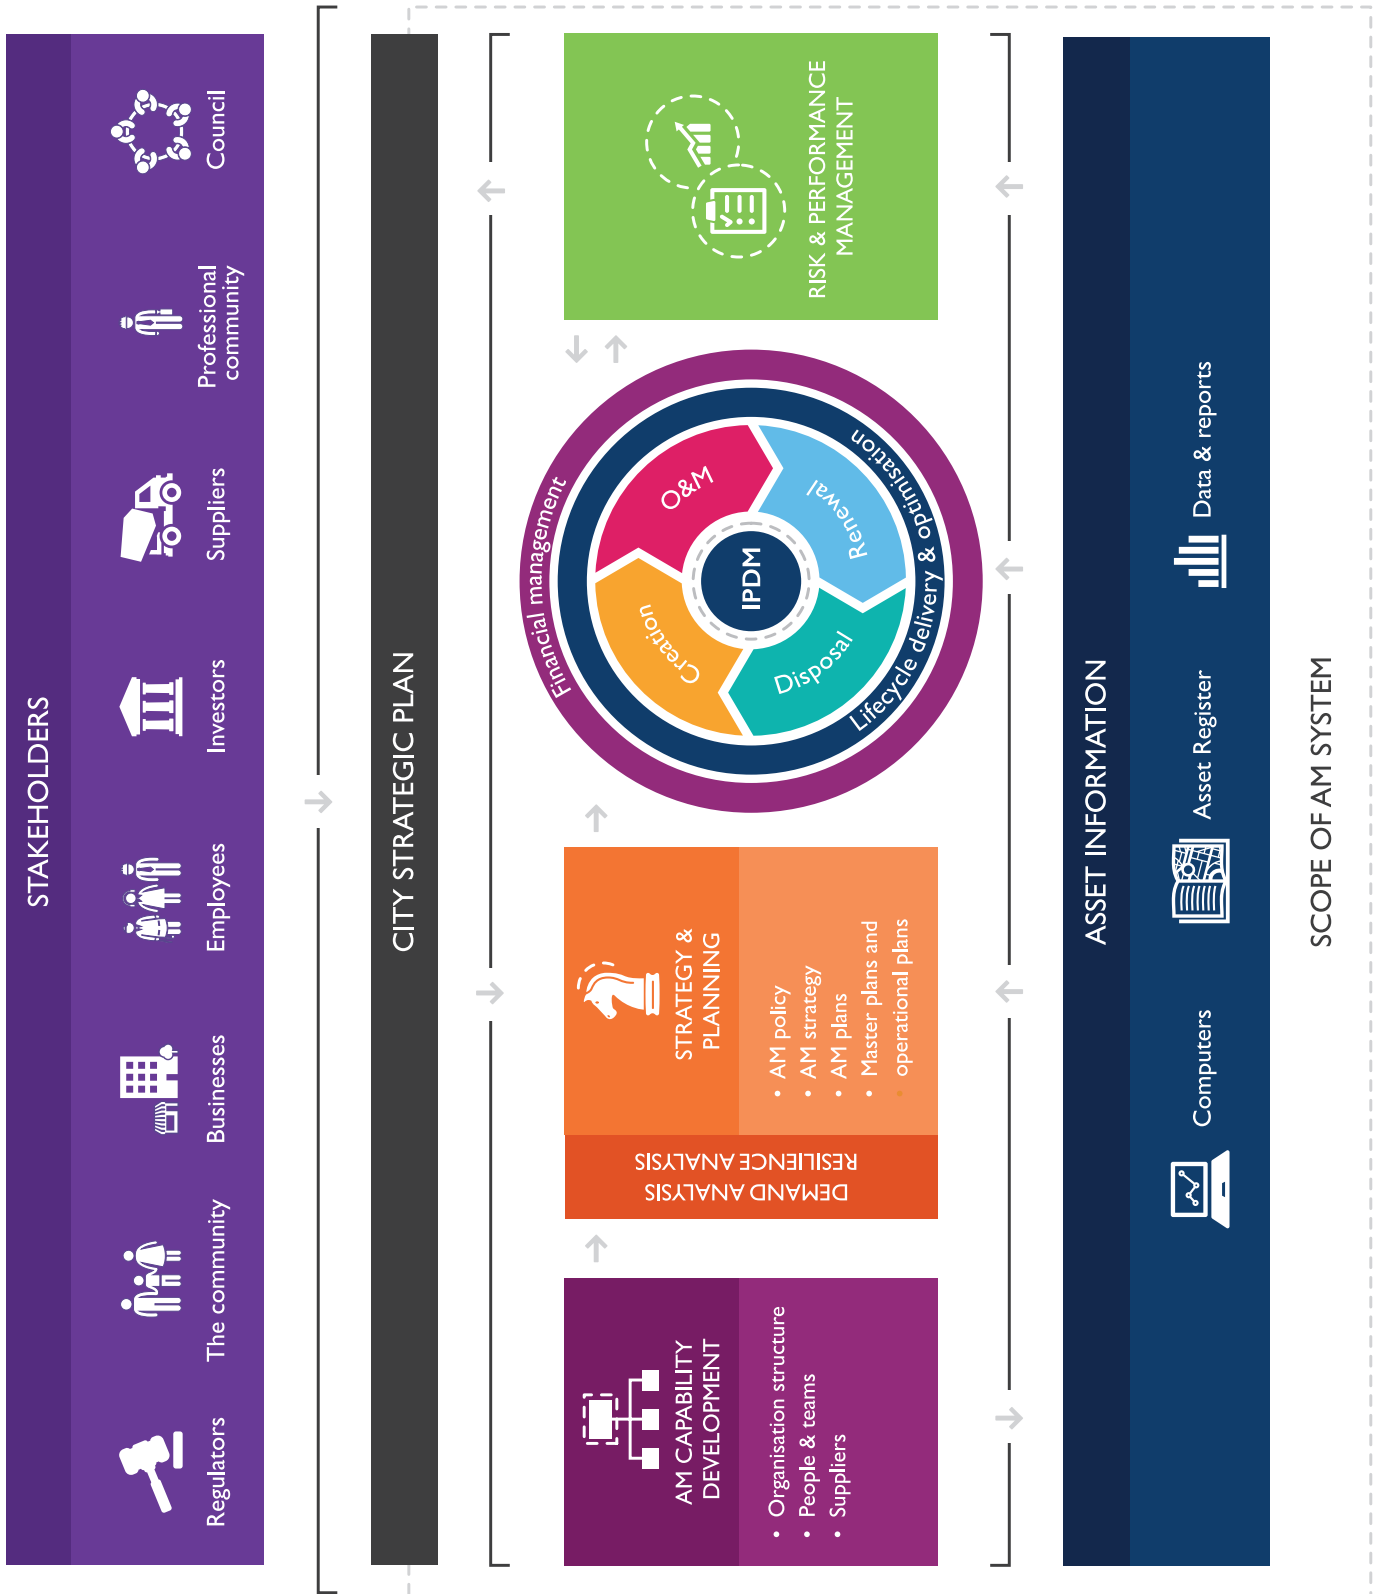 STAKEHOLDERS
Regulators
The community
Businesses
Employees
Investors
Suppliers
Professional
community
Council
CITY STRATEGIC PLAN
AM CAPABILITY
DEVELOPMENT
• Organisation structure
• People & teams
• Suppliers
DEMAND ANALYSIS
RESILIENCE ANALYSIS
STRATEGY &
PLANNING
• AM policy
• AM strategy
• AM plans
• Master plans and
• operational plans
Financial management
Lifecycle delivery & optimisation
Creation
O&M
Renewal
Disposal
IPDM
RISK & PERFORMANCE
MANAGEMENT
ASSET INFORMATION
Computers
Asset Register
Data & reports
SCOPE OF AM SYSTEM